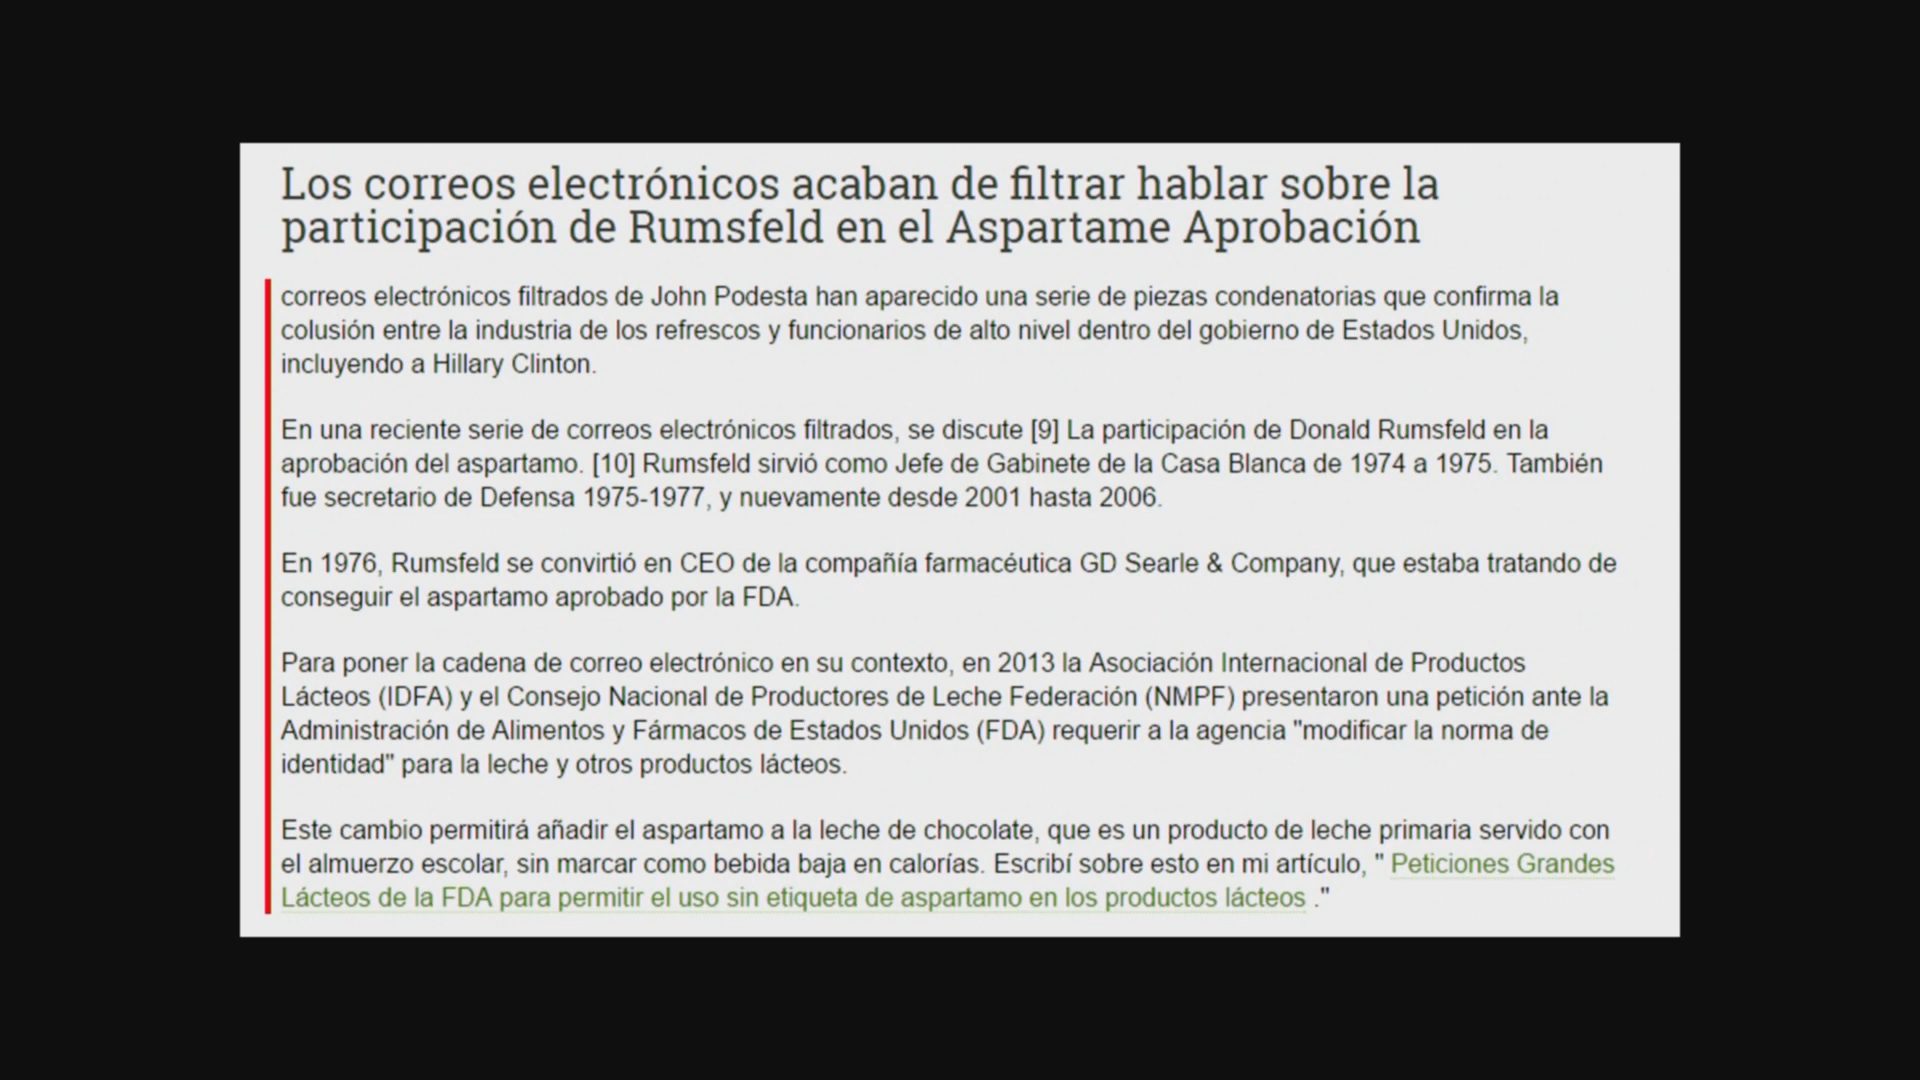 Los correos electrónicos acaban de filtrar hablar sobre la
participación de Rumsfeld en el Aspartame Aprobación
correos electrónicos filtrados de John Podesta han aparecido una serie de piezas condenatorias que confirma la
colusión entre la industria de los refrescos y funcionarios de alto nivel dentro del gobierno de Estados Unidos,
incluyendo a Hillary Clinton.
En una reciente serie de correos electrónicos filtrados, se discute [9] La participación de Donald Rumsfeld en la
aprobación del aspartamo. [10] Rumsfeld sirvió como Jefe de Gabinete de la Casa Blanca de 1974 a 1975. También
fue secretario de Defensa 1975-1977, y nuevamente desde 2001 hasta 2006.
En 1976, Rumsfeld se convirtió en CEO de la compañía farmacéutica GD Searle & Company, que estaba tratando de
conseguir el aspartamo aprobado por la FDA.
Para poner la cadena de correo electrónico en su contexto, en 2013 la Asociación Internacional de Productos
Lácteos (IDFA) y el Consejo Nacional de Productores de Leche Federación (NMPF) presentaron una petición ante la
Administración de Alimentos y Fármacos de Estados Unidos (FDA) requerir a la agencia "modificar la norma de
identidad" para la leche y otros productos lácteos.
Este cambio permitirá añadir el aspartamo a la leche de chocolate, que es un producto de leche primaria servido con
el almuerzo escolar, sin marcar como bebida baja en calorías. Escribí sobre esto en mi artículo, " Peticiones Grandes
Lácteos de la FDA para permitir el uso sin etiqueta de aspartamo en los productos lácteos ."